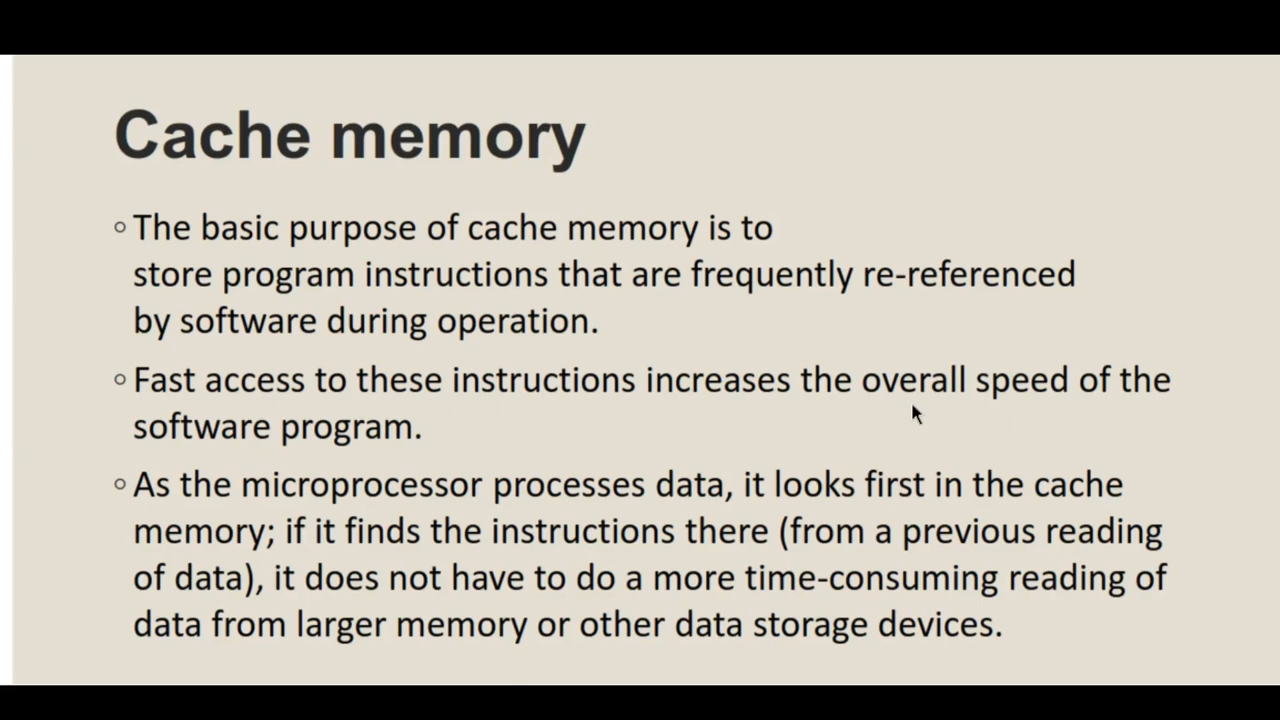 Cache memory
◦ The basic purpose of cache memory is to
store program instructions that are frequently re-referenced
by software during operation.
◦ Fast access to these instructions increases the overall speed of the
software program.
◦ As the microprocessor processes data, it looks first in the cache
memory; if it finds the instructions there (from a previous reading
of data), it does not have to do a more time-consuming reading of
data from larger memory or other data storage devices.